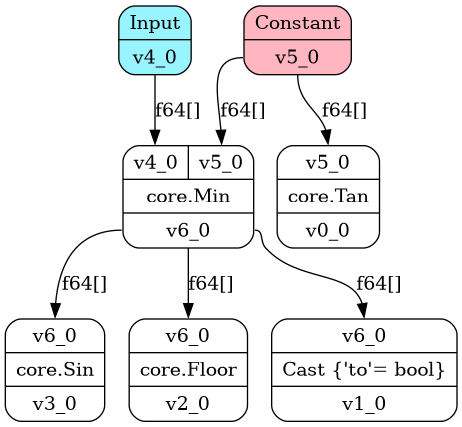 Input
v4_0
Constant
v5_0
f64[]
f64[]
f64[]
v4_0
v5_0
core.Min
v6_0
v5_0
core.Tan
v0_0
f64[]
f64[]
f64[]
v6_0
core.Sin
v3_0
v6_0
core.Floor
v2_0
v6_0
Cast {'to'= bool}
v1_0